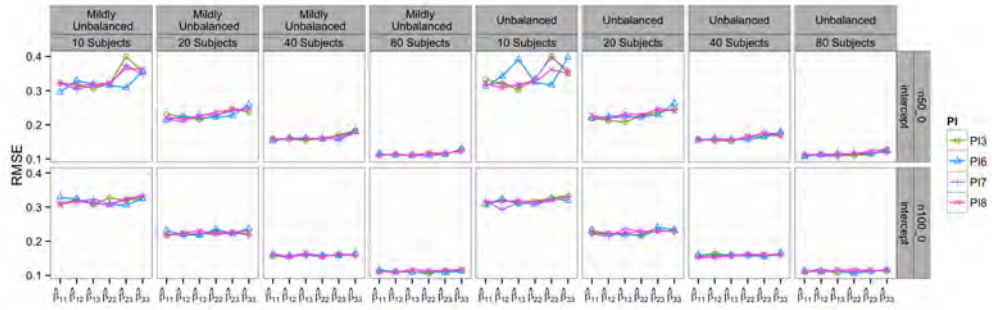 Mildly Unbalanced Mildly Unbalanced Mildly Unbalanced Mildly Unbalanced Unbalanced Unbalanced Unbalanced Unbalanced
10 Subjects 20 Subjects 40 Subjects 80 Subjects 10 Subjects 20 Subjects 40 Subjects 80 Subjects
0.4
0.3
0.2
0.1
n50_0
intercept
RMSE
0.4
0.3
0.2
0.1
n100_0
intercept
PI
PI3
PI6
PI7
PI8
β̂11 β̂12 β̂13 β̂22 β̂23 β̂33 β̂11 β̂12 β̂13 β̂22 β̂23 β̂33 β̂11 β̂12 β̂13 β̂22 β̂23 β̂33 β̂11 β̂12 β̂13 β̂22 β̂23 β̂33 β̂11 β̂12 β̂13 β̂22 β̂23 β̂33 β̂11 β̂12 β̂13 β̂22 β̂23 β̂33 β̂11 β̂12 β̂13 β̂22 β̂23 β̂33 β̂11 β̂12 β̂13 β̂22 β̂23 β̂33